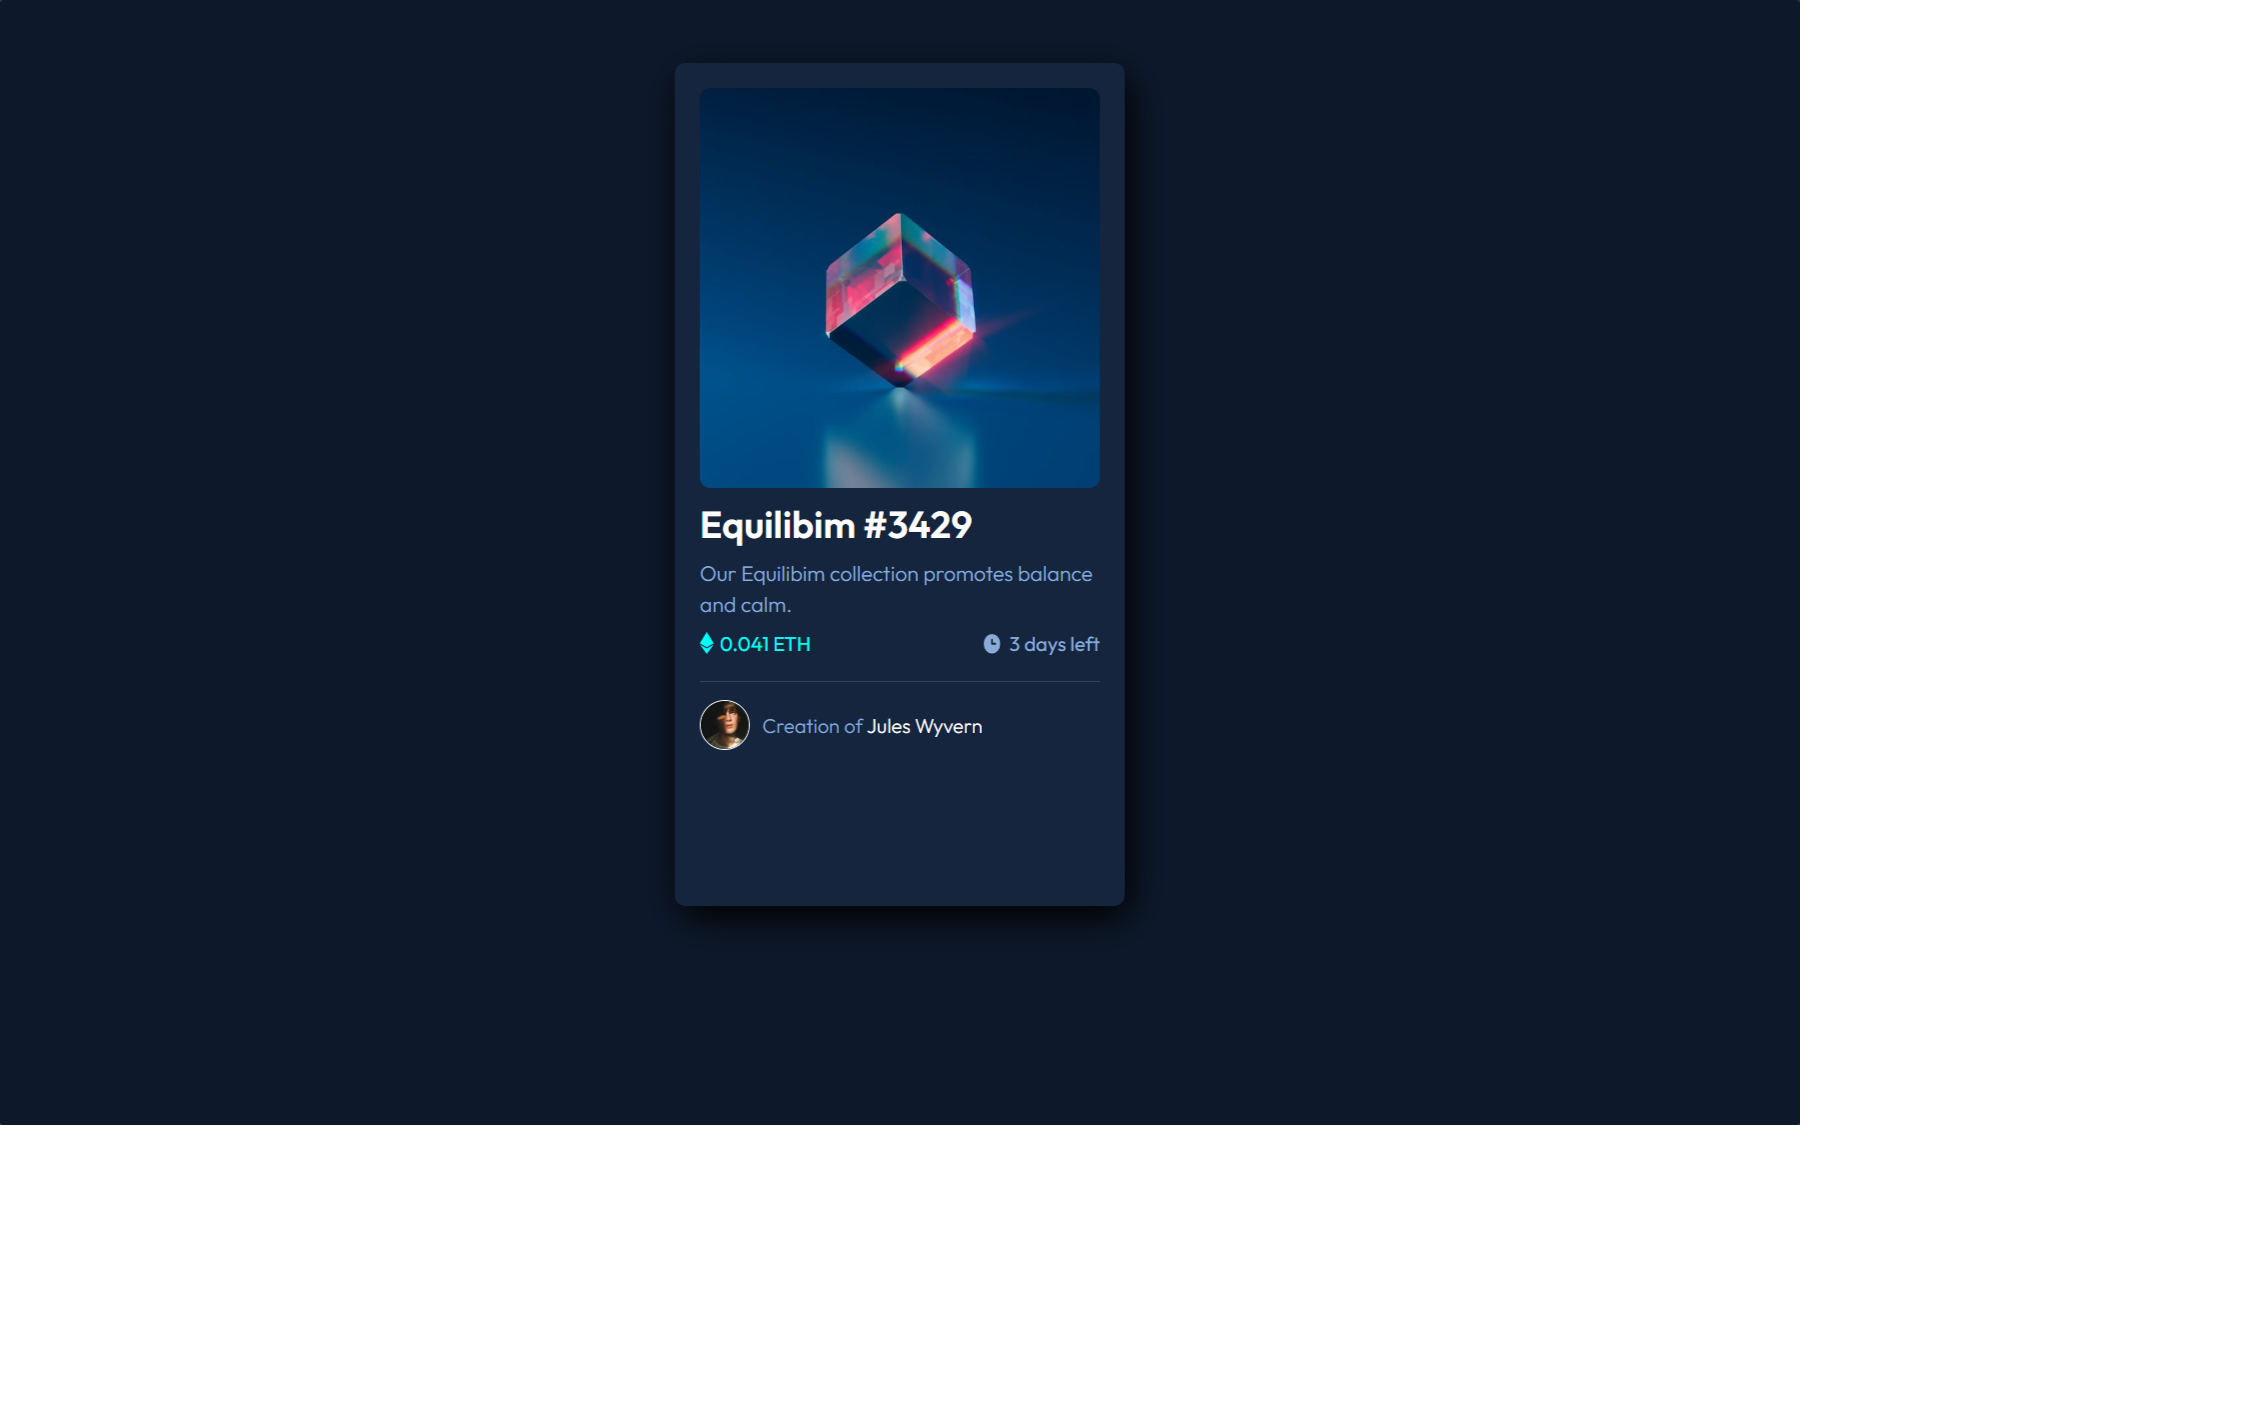 Equilibim #3429
Our Equilibim collection promotes balance
and calm.
0.041 ETH
3 days left
Creation of Jules Wyvern